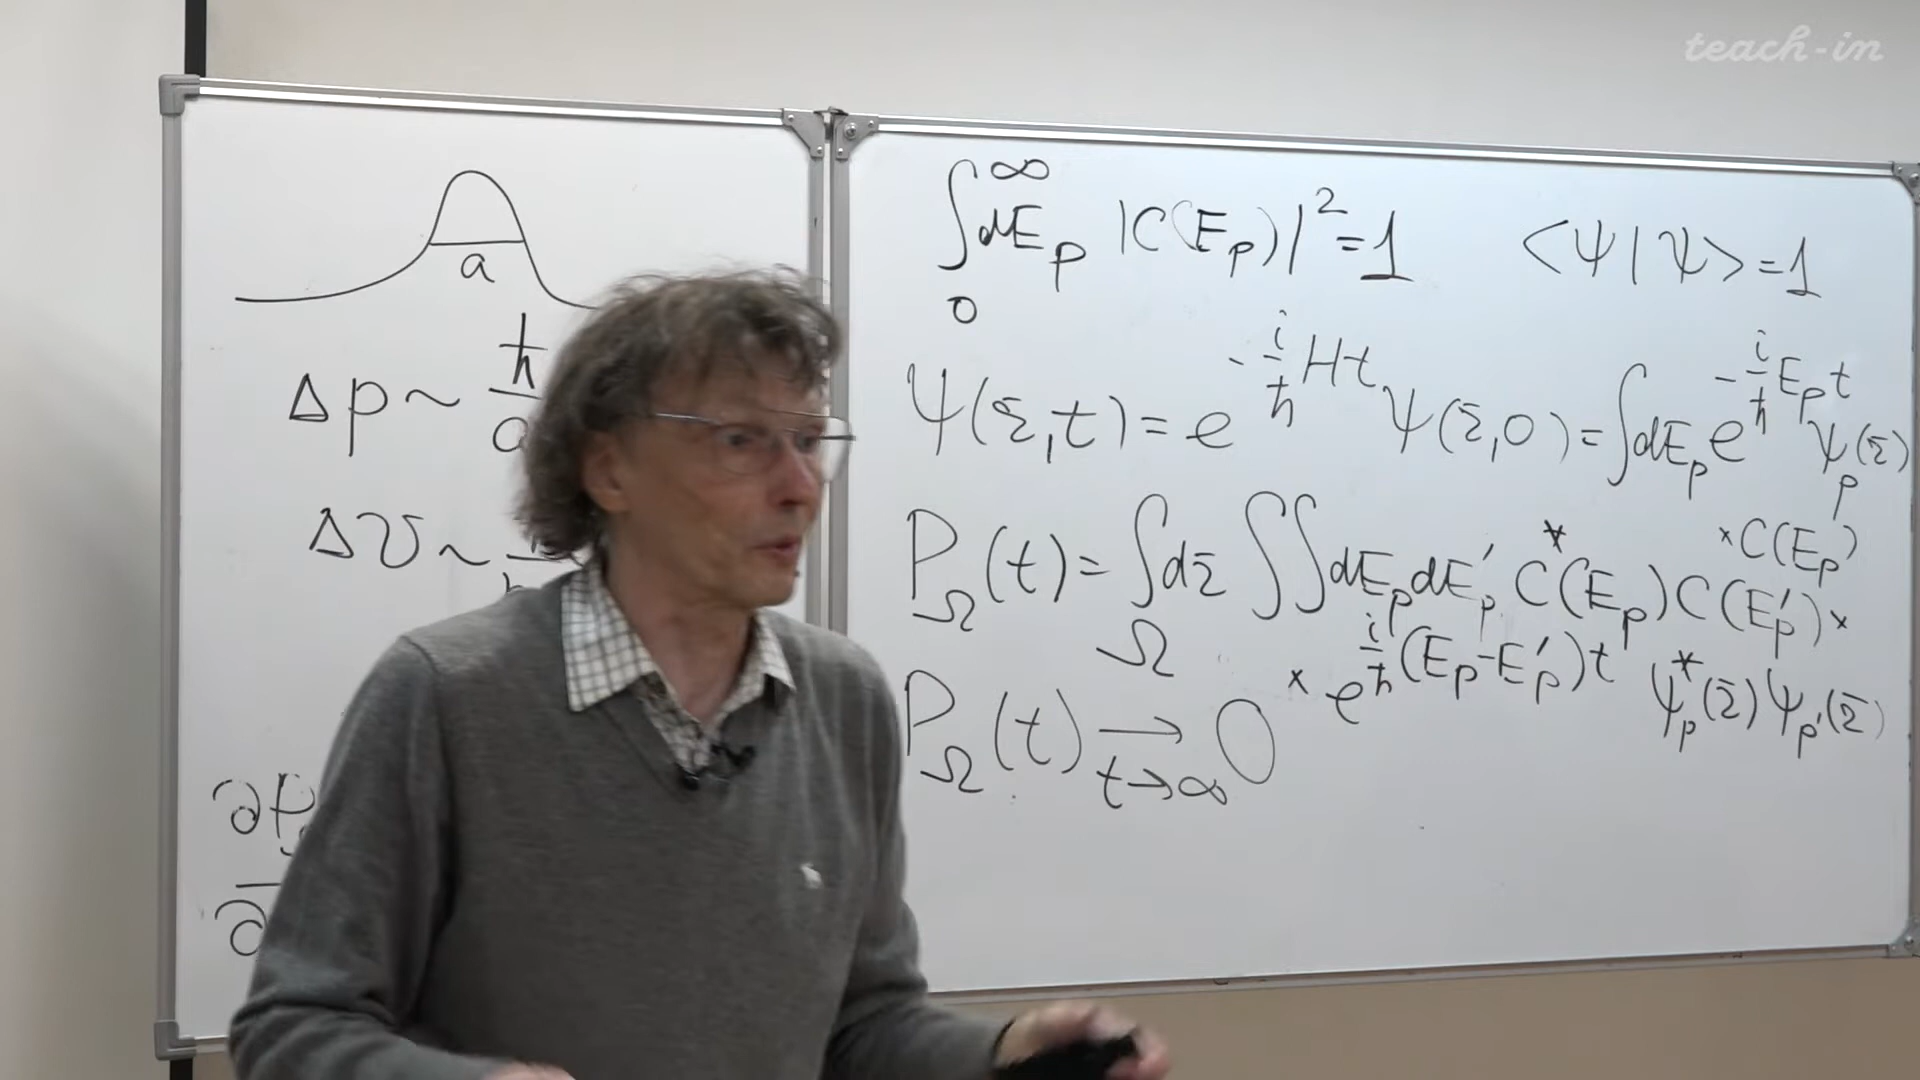 teach-in
a
Δp ~ ħ/a
Δv ~
∂P
∂
∫₀^∞ dE_p |C(E_p)|² = 1 <ψ|ψ> = 1
ψ(r̄,t) = e^{-i/ħ Ht} ψ(r̄,0) = ∫dE_p e^{-i/ħ E_p t} ψ_p(r̄)
×C(E_p)
P_Ω(t) = ∫_Ω dr̄ ∫∫ dE_p dE'_p C*(E_p) C(E'_p) ×
× e^{i/ħ (E_p - E'_p)t} ψ*_p(r̄) ψ_p'(r̄)
P_Ω(t) →_{t→∞} 0